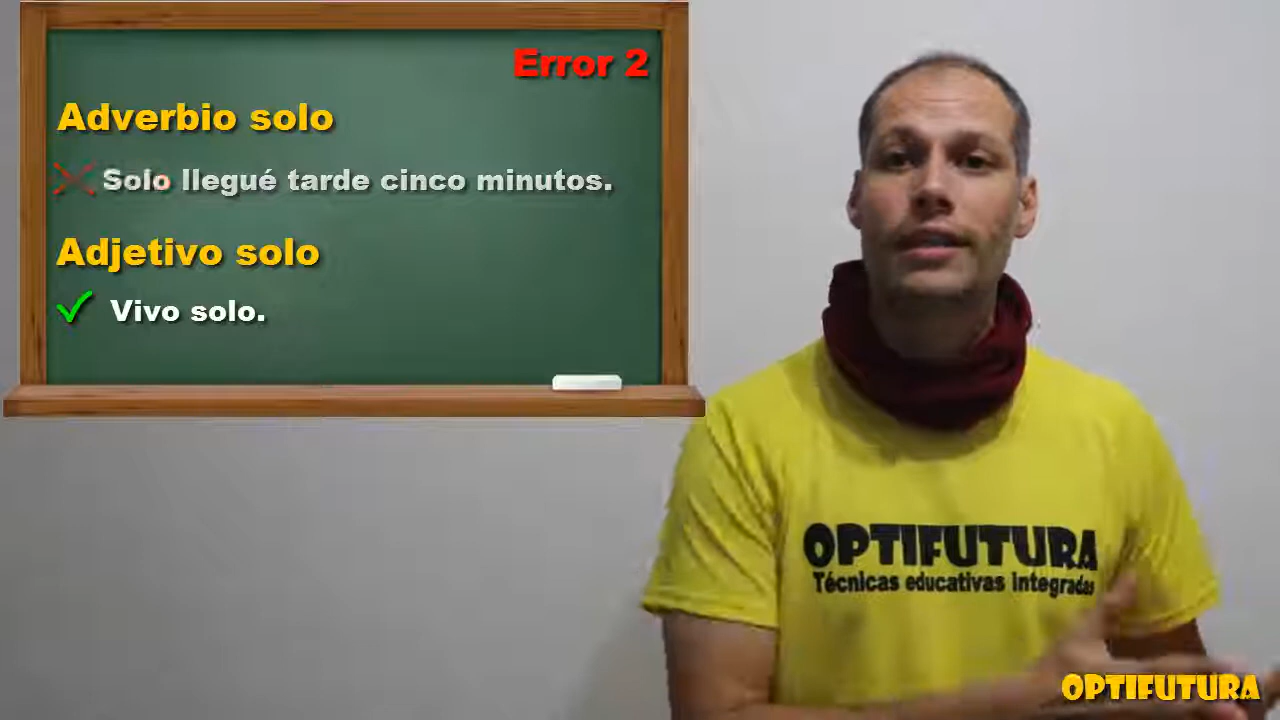 Error 2
Adverbio solo
Solo llegué tarde cinco minutos.
Adjetivo solo
Vivo solo.
OPTIFUTURA
Técnicas educativas integradas
OPTIFUTURA